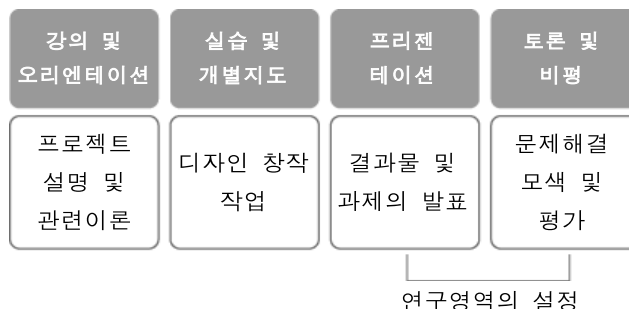 강의 및
오리엔테이션
실습 및
개별지도
프리젠
테이션
토론 및
비평
프로젝트
설명 및
관련이론
디자인 창작
작업
결과물 및
과제의 발표
문제해결
모색 및
평가
연구영역의 설정